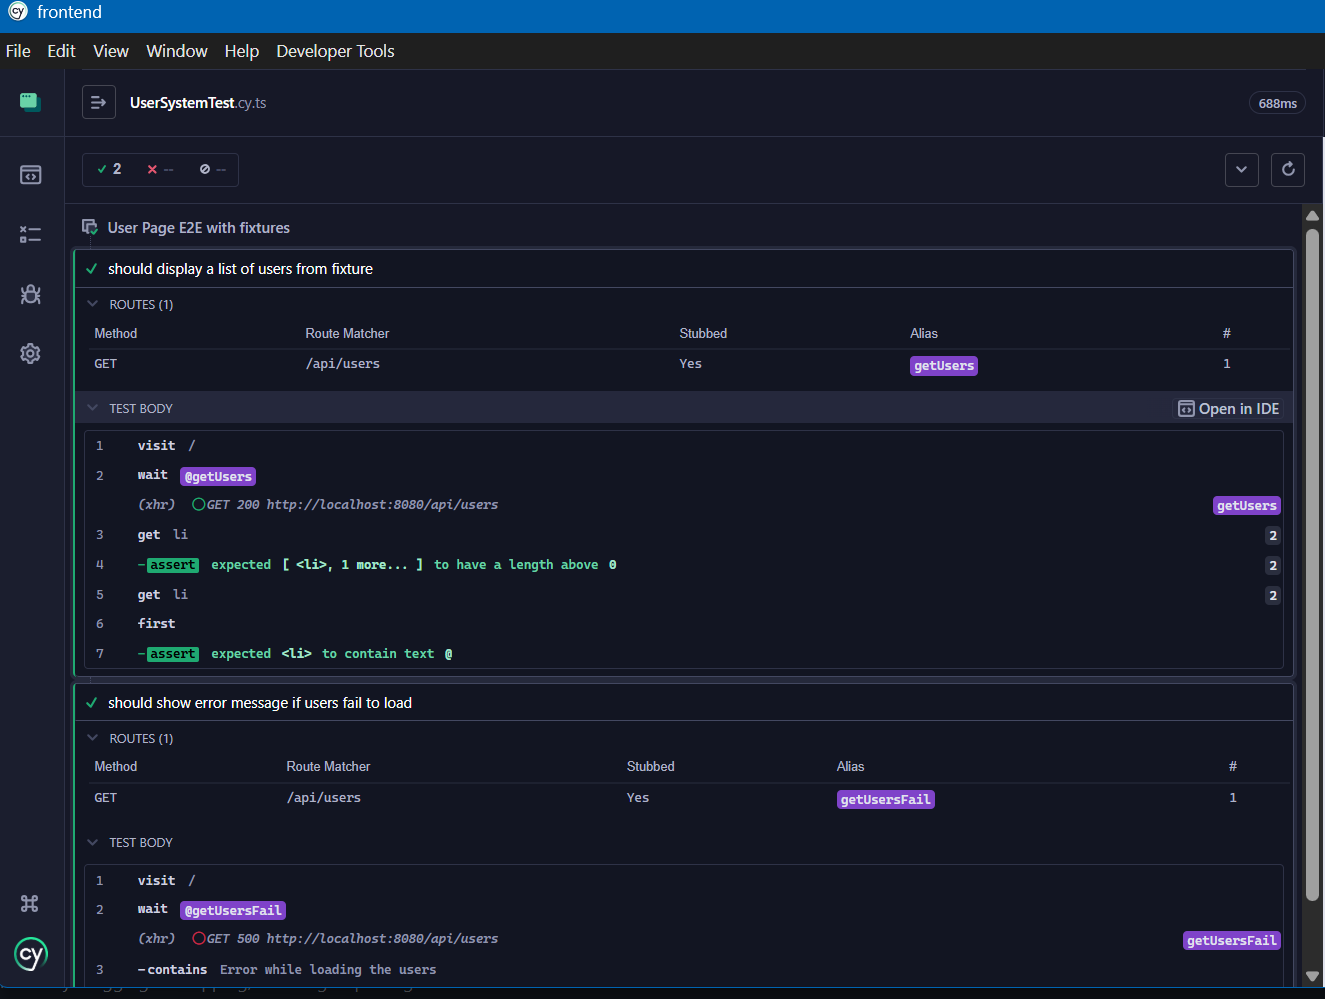 cy frontend
File Edit View Window Help Developer Tools
UserSystemTest.cy.ts 688ms
2 -- --
User Page E2E with fixtures
should display a list of users from fixture
ROUTES (1)
Method Route Matcher Stubbed Alias #
GET /api/users Yes getUsers 1
TEST BODY Open in IDE
1 visit /
2 wait @getUsers
(xhr) GET 200 http://localhost:8080/api/users getUsers
3 get li 2
4 -assert expected [ <li>, 1 more... ] to have a length above 0 2
5 get li 2
6 first
7 -assert expected <li> to contain text @
should show error message if users fail to load
ROUTES (1)
Method Route Matcher Stubbed Alias #
GET /api/users Yes getUsersFail 1
TEST BODY
1 visit /
2 wait @getUsersFail
(xhr) GET 500 http://localhost:8080/api/users getUsersFail
3 -contains Error while loading the users
cy